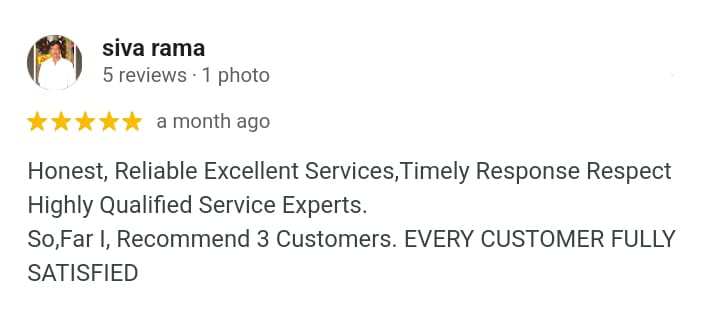 siva rama
5 reviews · 1 photo
a month ago
Honest, Reliable Excellent Services,Timely Response Respect
Highly Qualified Service Experts.
So,Far I, Recommend 3 Customers. EVERY CUSTOMER FULLY
SATISFIED